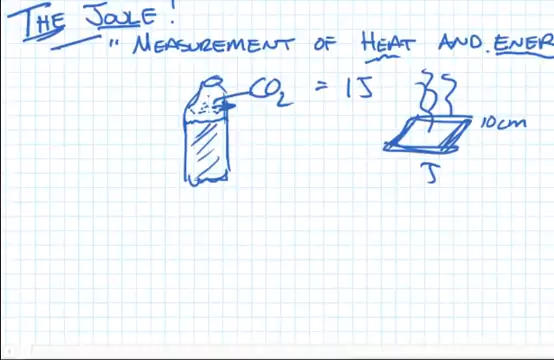 THE JOULE!
" MEASUREMENT OF HEAT AND ENER
CO2 = 1J
10cm
J